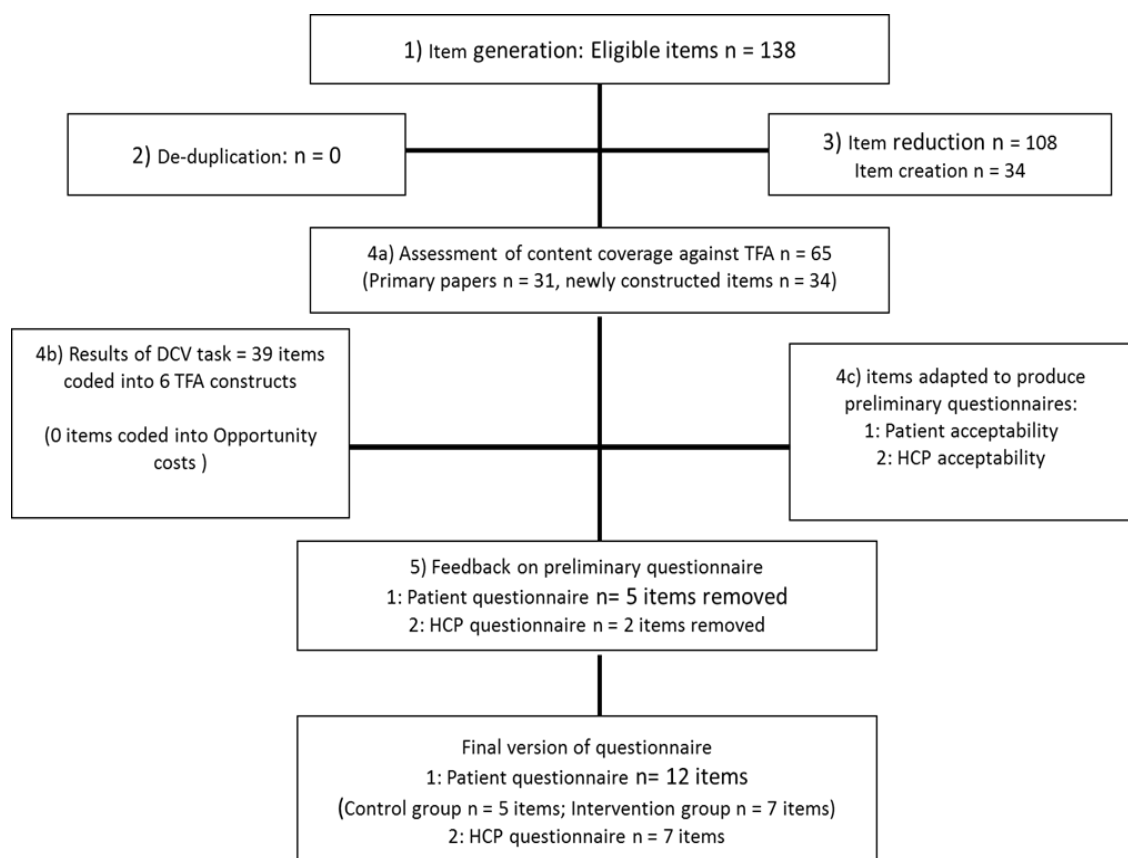 1) Item generation: Eligible items n = 138
2) De-duplication: n = 0
3) Item reduction n = 108
Item creation n = 34
4a) Assessment of content coverage against TFA n = 65
(Primary papers n = 31, newly constructed items n = 34)
4b) Results of DCV task = 39 items
coded into 6 TFA constructs
(0 items coded into Opportunity
costs )
4c) items adapted to produce
preliminary questionnaires:
1: Patient acceptability
2: HCP acceptability
5) Feedback on preliminary questionnaire
1: Patient questionnaire n= 5 items removed
2: HCP questionnaire n = 2 items removed
Final version of questionnaire
1: Patient questionnaire n= 12 items
(Control group n = 5 items; Intervention group n = 7 items)
2: HCP questionnaire n = 7 items